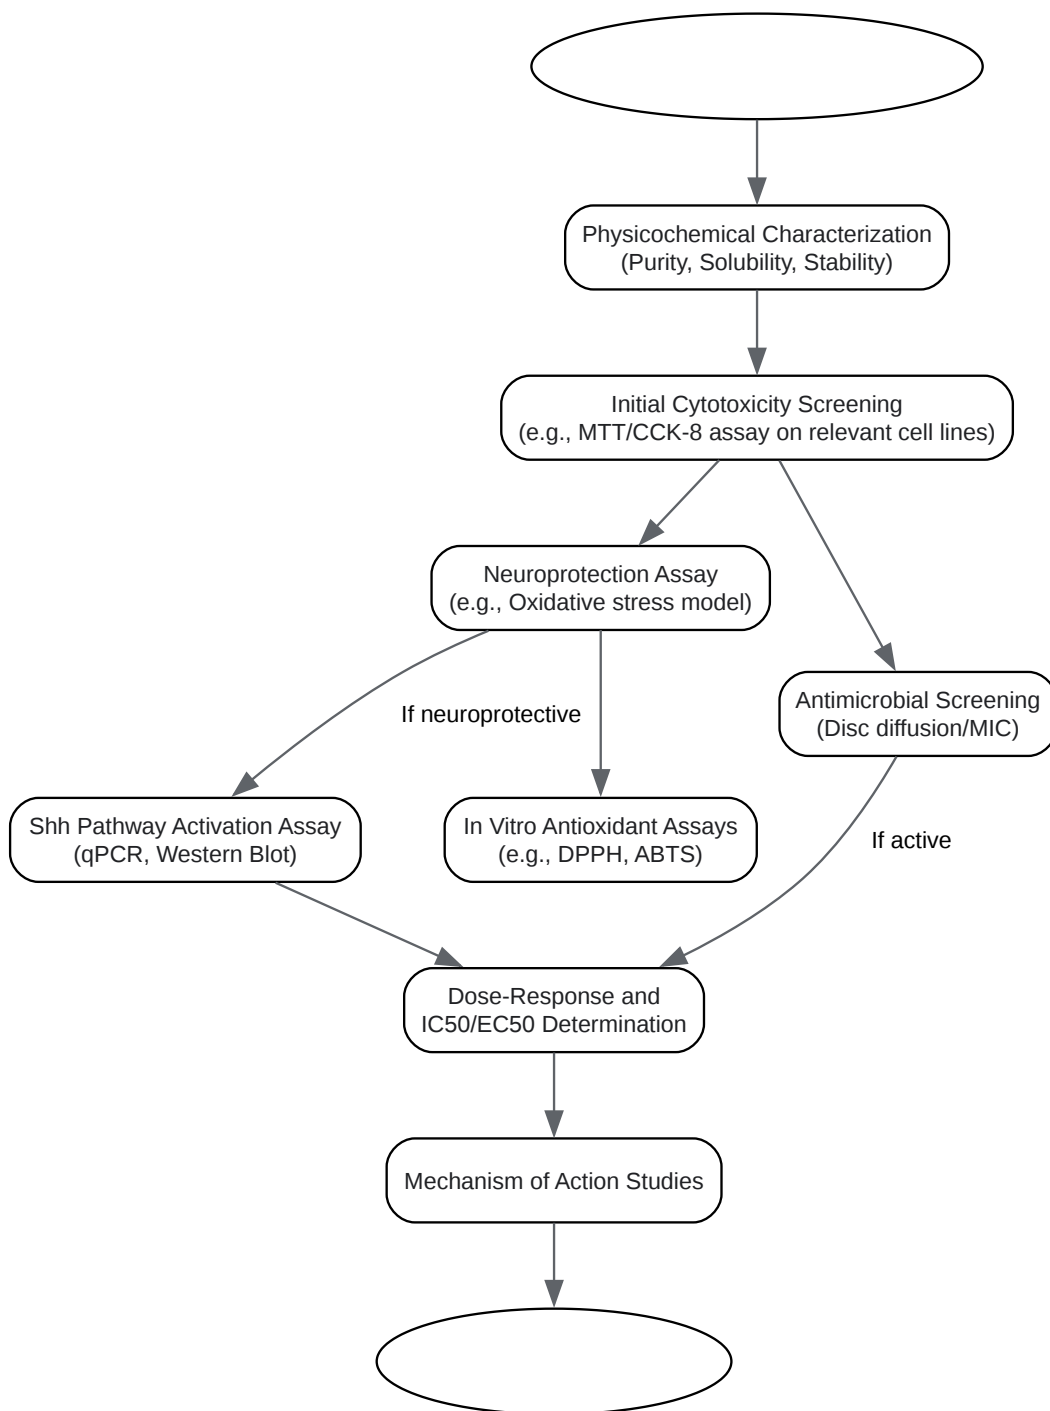 Physicochemical Characterization
(Purity, Solubility, Stability)
Initial Cytotoxicity Screening
(e.g., MTT/CCK-8 assay on relevant cell lines)
Neuroprotection Assay
(e.g., Oxidative stress model)
Antimicrobial Screening
(Disc diffusion/MIC)
If neuroprotective
Shh Pathway Activation Assay
(qPCR, Western Blot)
In Vitro Antioxidant Assays
(e.g., DPPH, ABTS)
If active
Dose-Response and
IC50/EC50 Determination
Mechanism of Action Studies